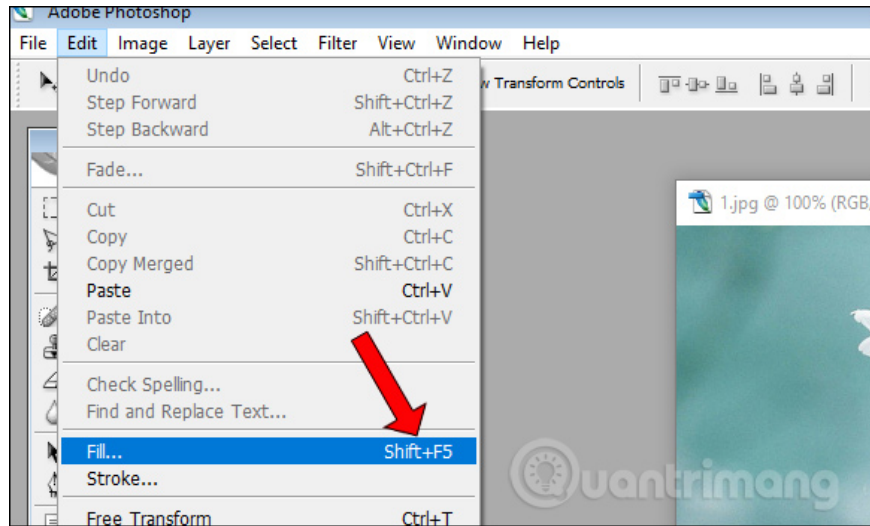 Adobe Photoshop
File Edit Image Layer Select Filter View Window Help
Undo Ctrl+Z
Transform Controls
Step Forward Shift+Ctrl+Z
Step Backward Alt+Ctrl+Z
Fade... Shift+Ctrl+F
Cut Ctrl+X
1.jpg @ 100% (RGB
Copy Ctrl+C
Copy Merged Shift+Ctrl+C
Paste Ctrl+V
Paste Into Shift+Ctrl+V
Clear
Check Spelling...
Find and Replace Text...
Fill... Shift+F5
Stroke...
Quantrimang
Free Transform Ctrl+T